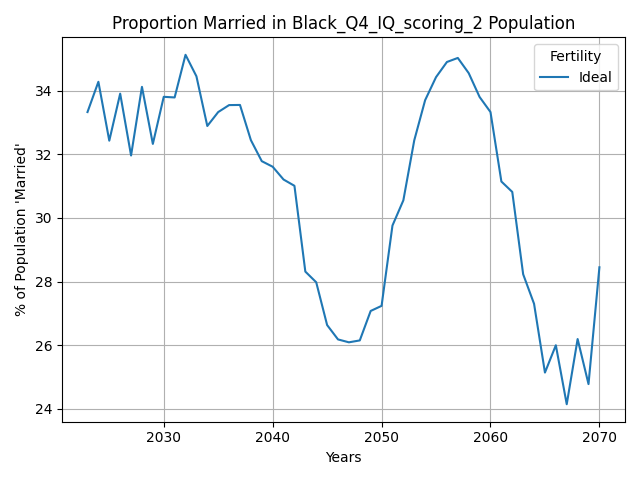 Proportion Married in Black_Q4_IQ_scoring_2 Population
Fertility
Ideal
% of Population 'Married'
34
32
30
28
26
24
2030
2040
2050
2060
2070
Years